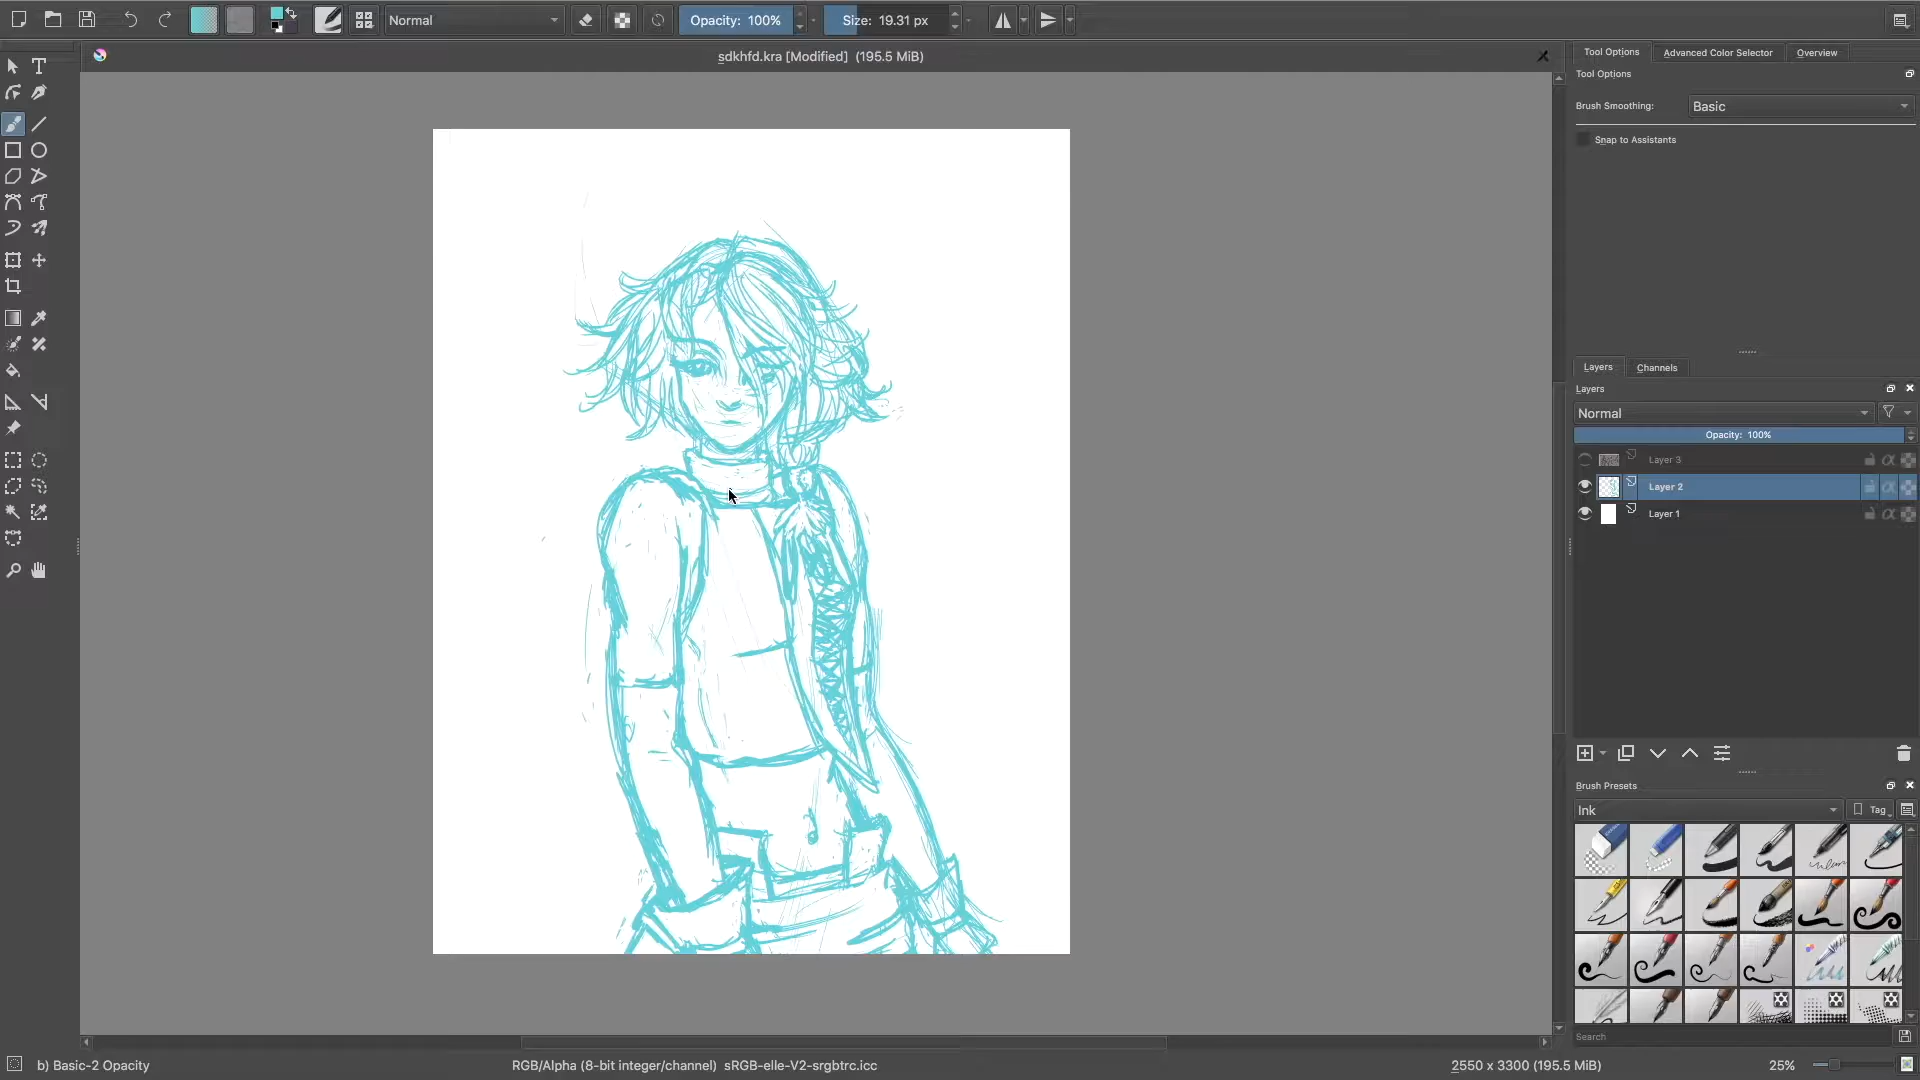 Normal
Opacity: 100%
Size: 19.31 px
sdkhfd.kra [Modified] (195.5 MiB)
Tool Options
Advanced Color Selector
Overview
Tool Options
Brush Smoothing:
Basic
Snap to Assistants
Layers
Channels
Layers
Normal
Opacity: 100%
Layer 3
Layer 2
Layer 1
Brush Presets
Ink
Tag
Search
b) Basic-2 Opacity
RGB/Alpha (8-bit integer/channel) sRGB-elle-V2-srgbtrc.icc
2550 x 3300 (195.5 MiB)
25%